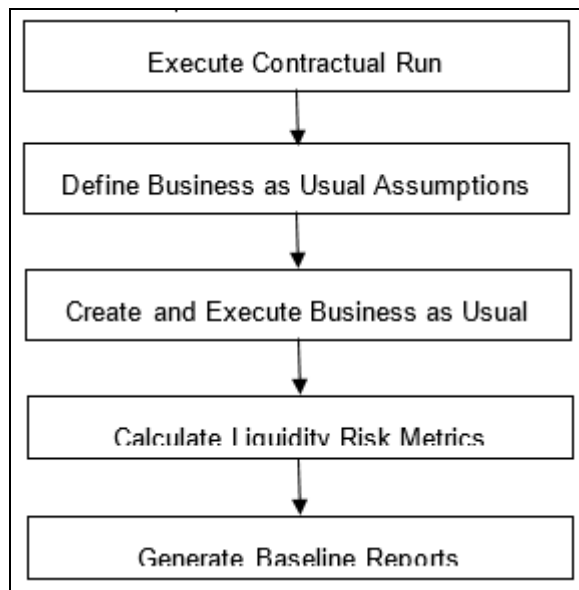 Execute Contractual Run
Define Business as Usual Assumptions
Create and Execute Business as Usual
Calculate Liquidity Risk Metrics
Generate Baseline Reports